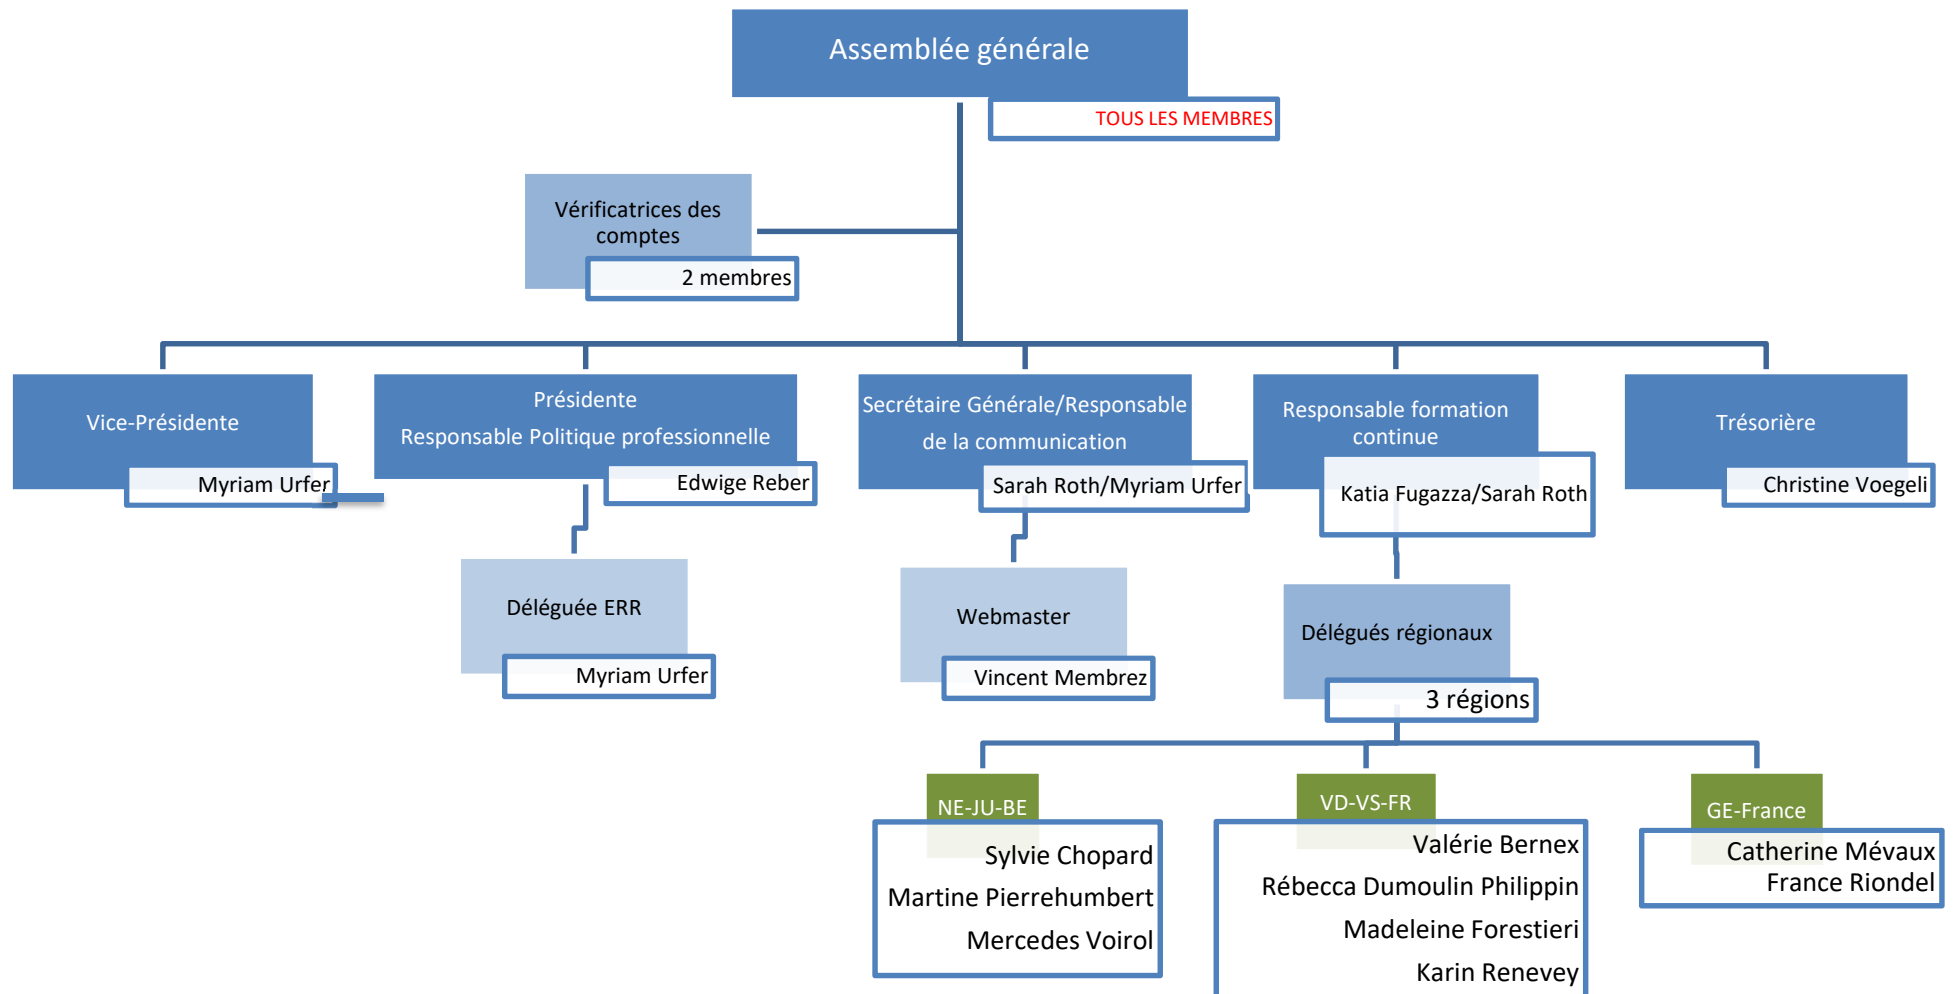 Assemblée générale
TOUS LES MEMBRES
Vérificatrices des
comptes
2 membres
Vice-Présidente
Myriam Urfer
Présidente
Responsable Politique professionnelle
Edwige Reber
Secrétaire Générale/Responsable
de la communication
Sarah Roth/Myriam Urfer
Responsable formation
continue
Katia Fugazza/Sarah Roth
Trésorière
Christine Voegeli
Déléguée ERR
Myriam Urfer
Webmaster
Vincent Membrez
Délégués régionaux
3 régions
NE-JU-BE
Sylvie Chopard
Martine Pierrehumbert
Mercedes Voirol
VD-VS-FR
Valérie Bernex
Rébecca Dumoulin Philippin
Madeleine Forestieri
Karin Renevey
GE-France
Catherine Mévaux
France Riondel